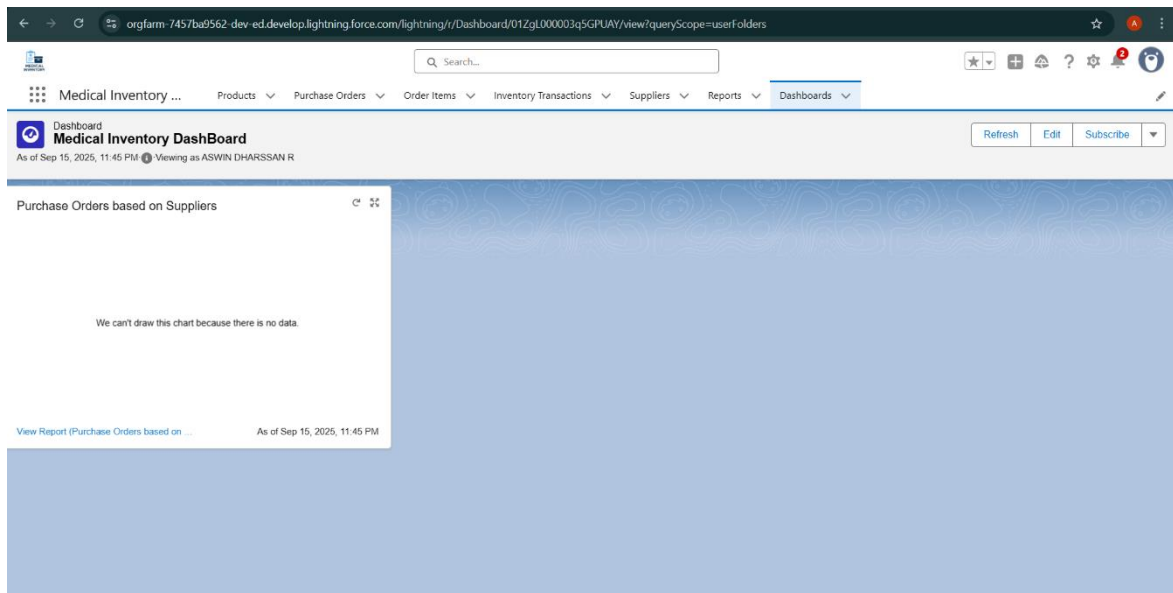 orgfarm-7457ba9562-dev-ed.develop.lightning.force.com/lightning/r/Dashboard/01ZgL000003q5GPUAY/view?queryScope=userFolders
A
MEDICAL
INVENTORY
Search...
2
Medical Inventory ... Products Purchase Orders Order Items Inventory Transactions Suppliers Reports Dashboards
Dashboard
Medical Inventory DashBoard
As of Sep 15, 2025, 11:45 PM Viewing as ASWIN DHARSSAN R
Refresh Edit Subscribe
Purchase Orders based on Suppliers
We can't draw this chart because there is no data.
View Report (Purchase Orders based on ... As of Sep 15, 2025, 11:45 PM